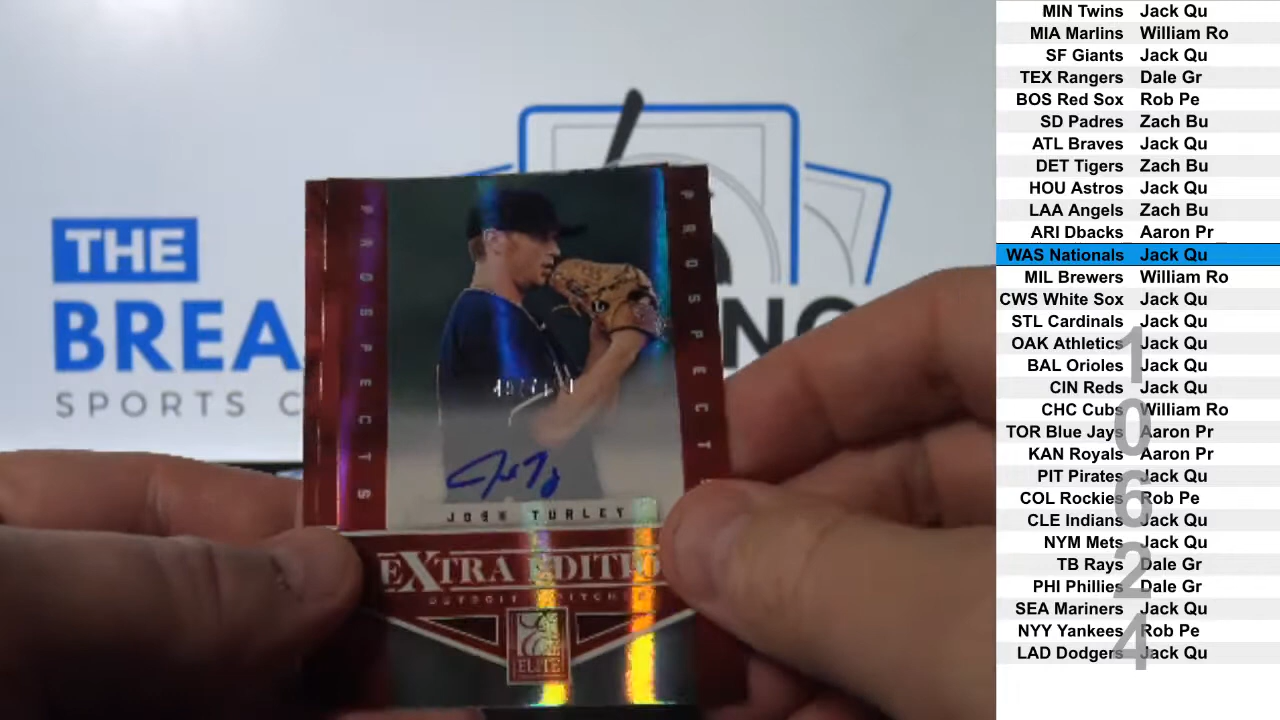 THE
BREA
NG
SPORTS C
PROSPECTS
PROSPECT
JOSH TURLEY
EXTRA EDITIO
DETROIT PITCHE
ELITE
MIN Twins Jack Qu
MIA Marlins William Ro
SF Giants Jack Qu
TEX Rangers Dale Gr
BOS Red Sox Rob Pe
SD Padres Zach Bu
ATL Braves Jack Qu
DET Tigers Zach Bu
HOU Astros Jack Qu
LAA Angels Zach Bu
ARI Dbacks Aaron Pr
WAS Nationals Jack Qu
MIL Brewers William Ro
CWS White Sox Jack Qu
STL Cardinals Jack Qu
OAK Athletics Jack Qu
BAL Orioles Jack Qu
CIN Reds Jack Qu
CHC Cubs William Ro
TOR Blue Jays Aaron Pr
KAN Royals Aaron Pr
PIT Pirates Jack Qu
COL Rockies Rob Pe
CLE Indians Jack Qu
NYM Mets Jack Qu
TB Rays Dale Gr
PHI Phillies Dale Gr
SEA Mariners Jack Qu
NYY Yankees Rob Pe
LAD Dodgers Jack Qu
10624